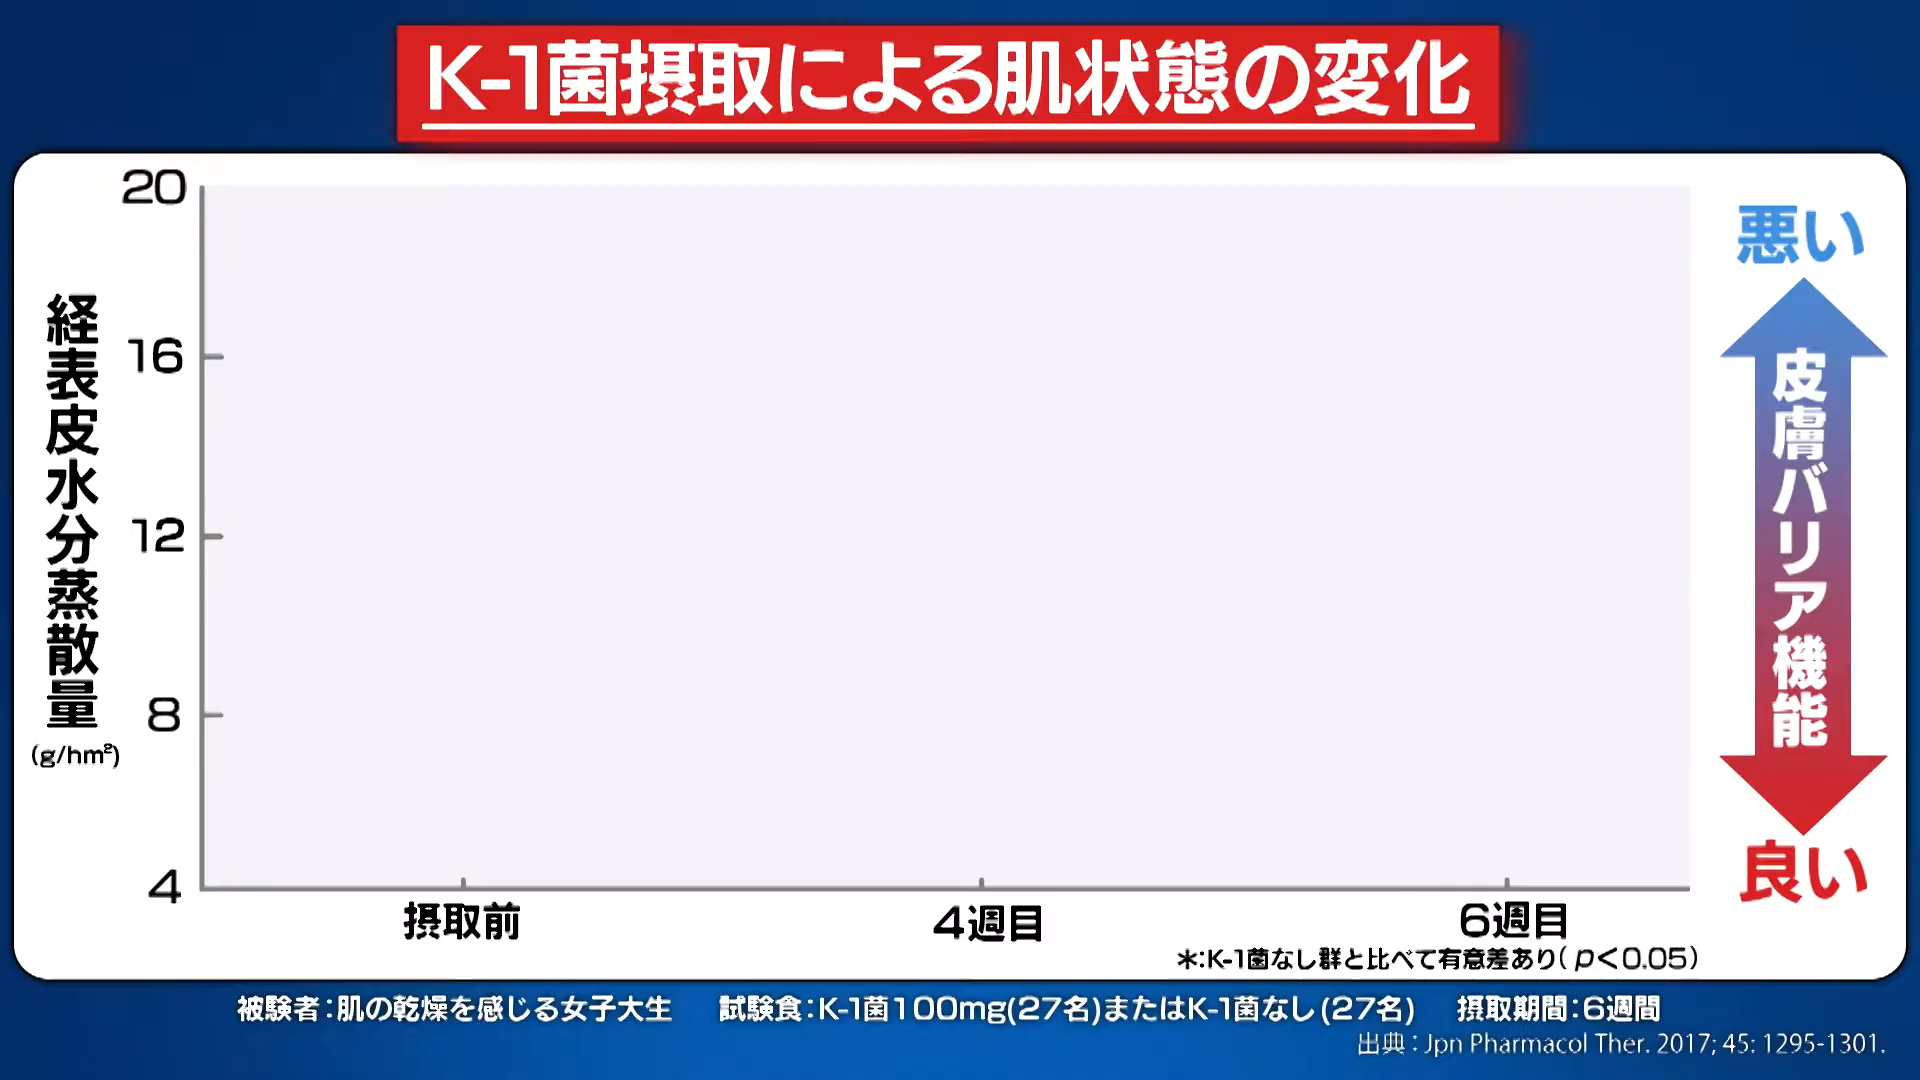 K-1菌摂取による肌状態の変化
20
16
12
8
4
経表皮水分蒸散量
(g/hm²)
悪い
皮膚バリア機能
良い
摂取前
4週目
6週目
*:K-1菌なし群と比べて有意差あり(p<0.05)
被験者:肌の乾燥を感じる女子大生 試験食:K-1菌100mg(27名)またはK-1菌なし(27名) 摂取期間:6週間
出典:Jpn Pharmacol Ther. 2017; 45: 1295-1301.